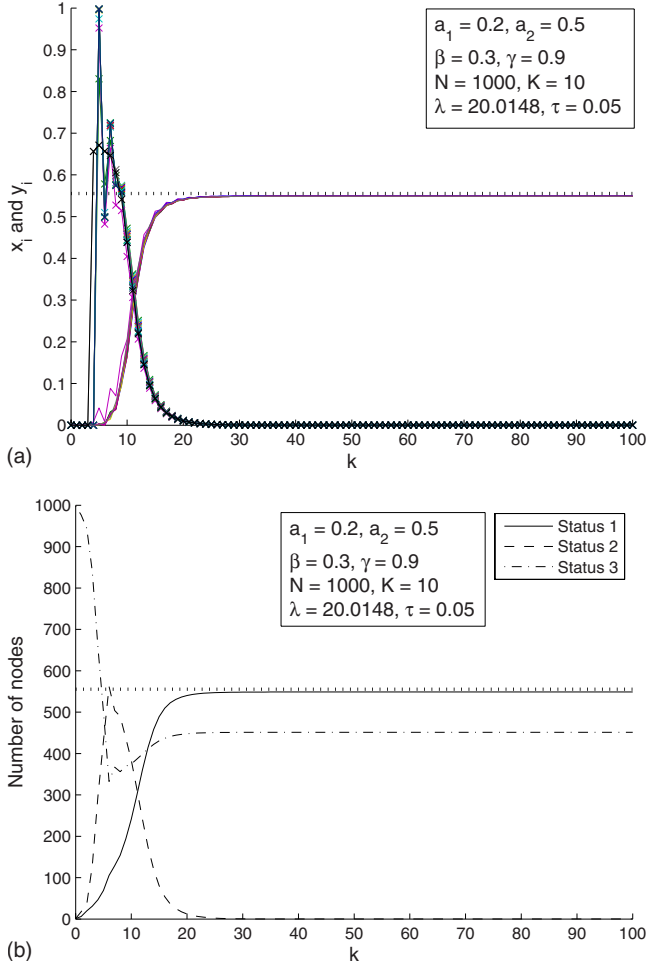 1
0.9
0.8
0.7
0.6
0.5
0.4
0.3
0.2
0.1
0
x_i and y_i
a_1 = 0.2, a_2 = 0.5
β = 0.3, γ = 0.9
N = 1000, K = 10
λ = 20.0148, τ = 0.05
0 10 20 30 40 50 60 70 80 90 100
k
(a)
1000
900
800
700
600
500
400
300
200
100
0
Number of nodes
a_1 = 0.2, a_2 = 0.5
β = 0.3, γ = 0.9
N = 1000, K = 10
λ = 20.0148, τ = 0.05
Status 1
Status 2
Status 3
0 10 20 30 40 50 60 70 80 90 100
k
(b)